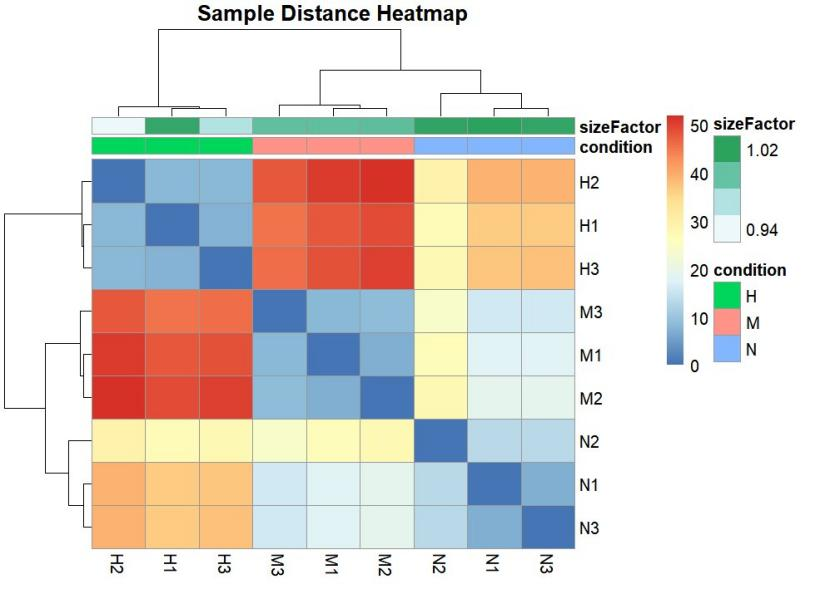 Sample Distance Heatmap
sizeFactor
condition
H2
H1
H3
M3
M1
M2
N2
N1
N3
H2 H1 H3 M3 M1 M2 N2 N1 N3
50
40
30
20
10
0
sizeFactor
1.02
0.94
condition
H
M
N